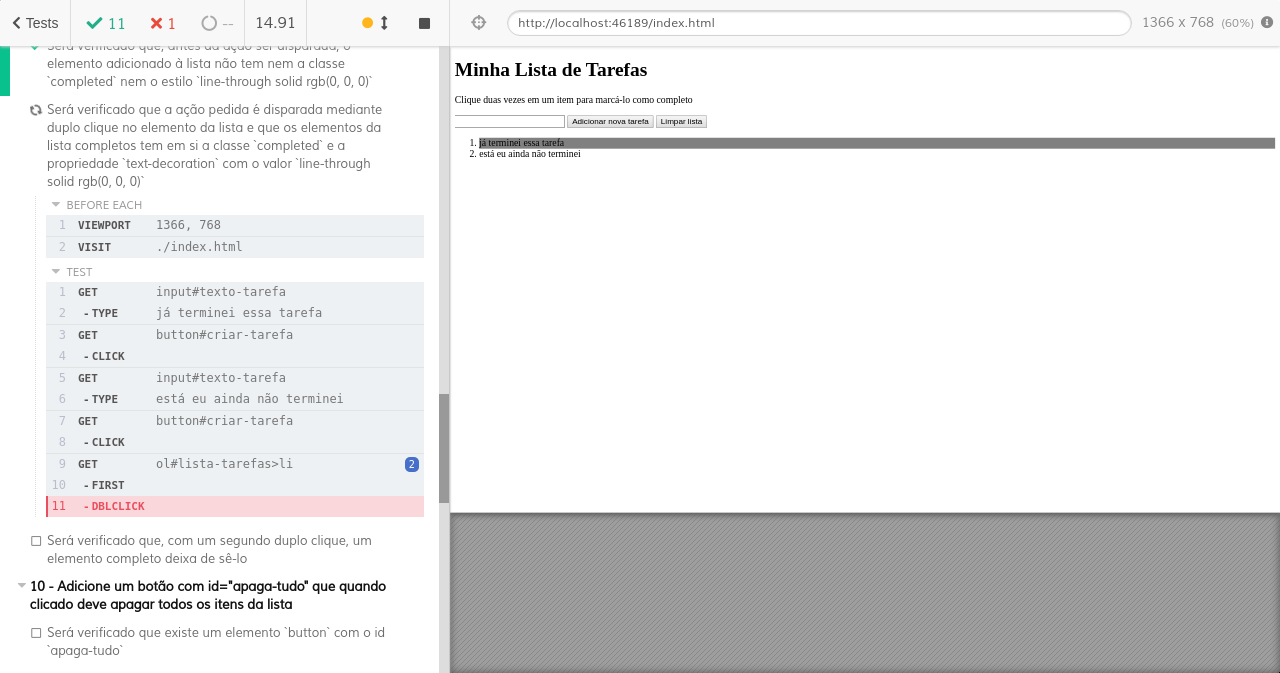 Tests
11
1
--
14.91
http://localhost:46189/index.html
1366 x 768 (60%)
Será verificado que, antes da ação ser disparada, o
elemento adicionado à lista não tem nem a classe
`completed` nem o estilo `line-through solid rgb(0, 0, 0)`
Será verificado que a ação pedida é disparada mediante
duplo clique no elemento da lista e que os elementos da
lista completos tem em si a classe `completed` e a
propriedade `text-decoration` com o valor `line-through
solid rgb(0, 0, 0)`
BEFORE EACH
1 VIEWPORT 1366, 768
2 VISIT ./index.html
TEST
1 GET input#texto-tarefa
2 -TYPE já terminei essa tarefa
3 GET button#criar-tarefa
4 -CLICK
5 GET input#texto-tarefa
6 -TYPE está eu ainda não terminei
7 GET button#criar-tarefa
8 -CLICK
9 GET ol#lista-tarefas>li 2
10 -FIRST
11 -DBLCLICK
Será verificado que, com um segundo duplo clique, um
elemento completo deixa de sê-lo
10 - Adicione um botão com id="apaga-tudo" que quando
clicado deve apagar todos os itens da lista
Será verificado que existe um elemento `button` com o id
`apaga-tudo`
Minha Lista de Tarefas
Clique duas vezes em um item para marcá-lo como completo
Adicionar nova tarefa Limpar lista
1. já terminei essa tarefa
2. está eu ainda não terminei